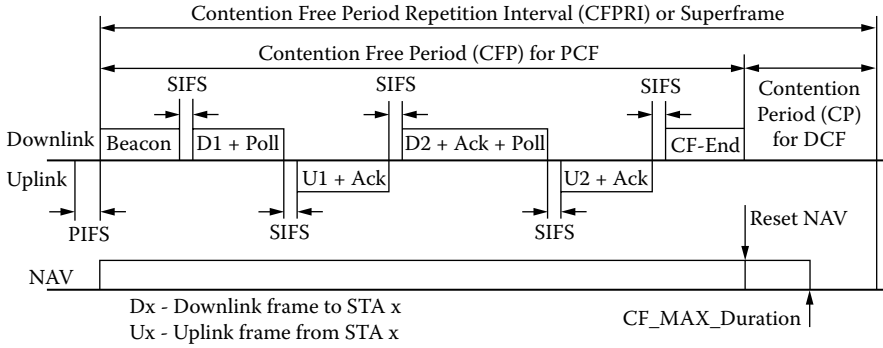 Contention Free Period Repetition Interval (CFPRI) or Superframe
Contention Free Period (CFP) for PCF
SIFS
SIFS
SIFS
Contention
Period (CP)
for DCF
Downlink
Beacon
D1 + Poll
D2 + Ack + Poll
CF-End
Uplink
U1 + Ack
U2 + Ack
PIFS
SIFS
SIFS
Reset NAV
NAV
Dx - Downlink frame to STA x
Ux - Uplink frame from STA x
CF_MAX_Duration